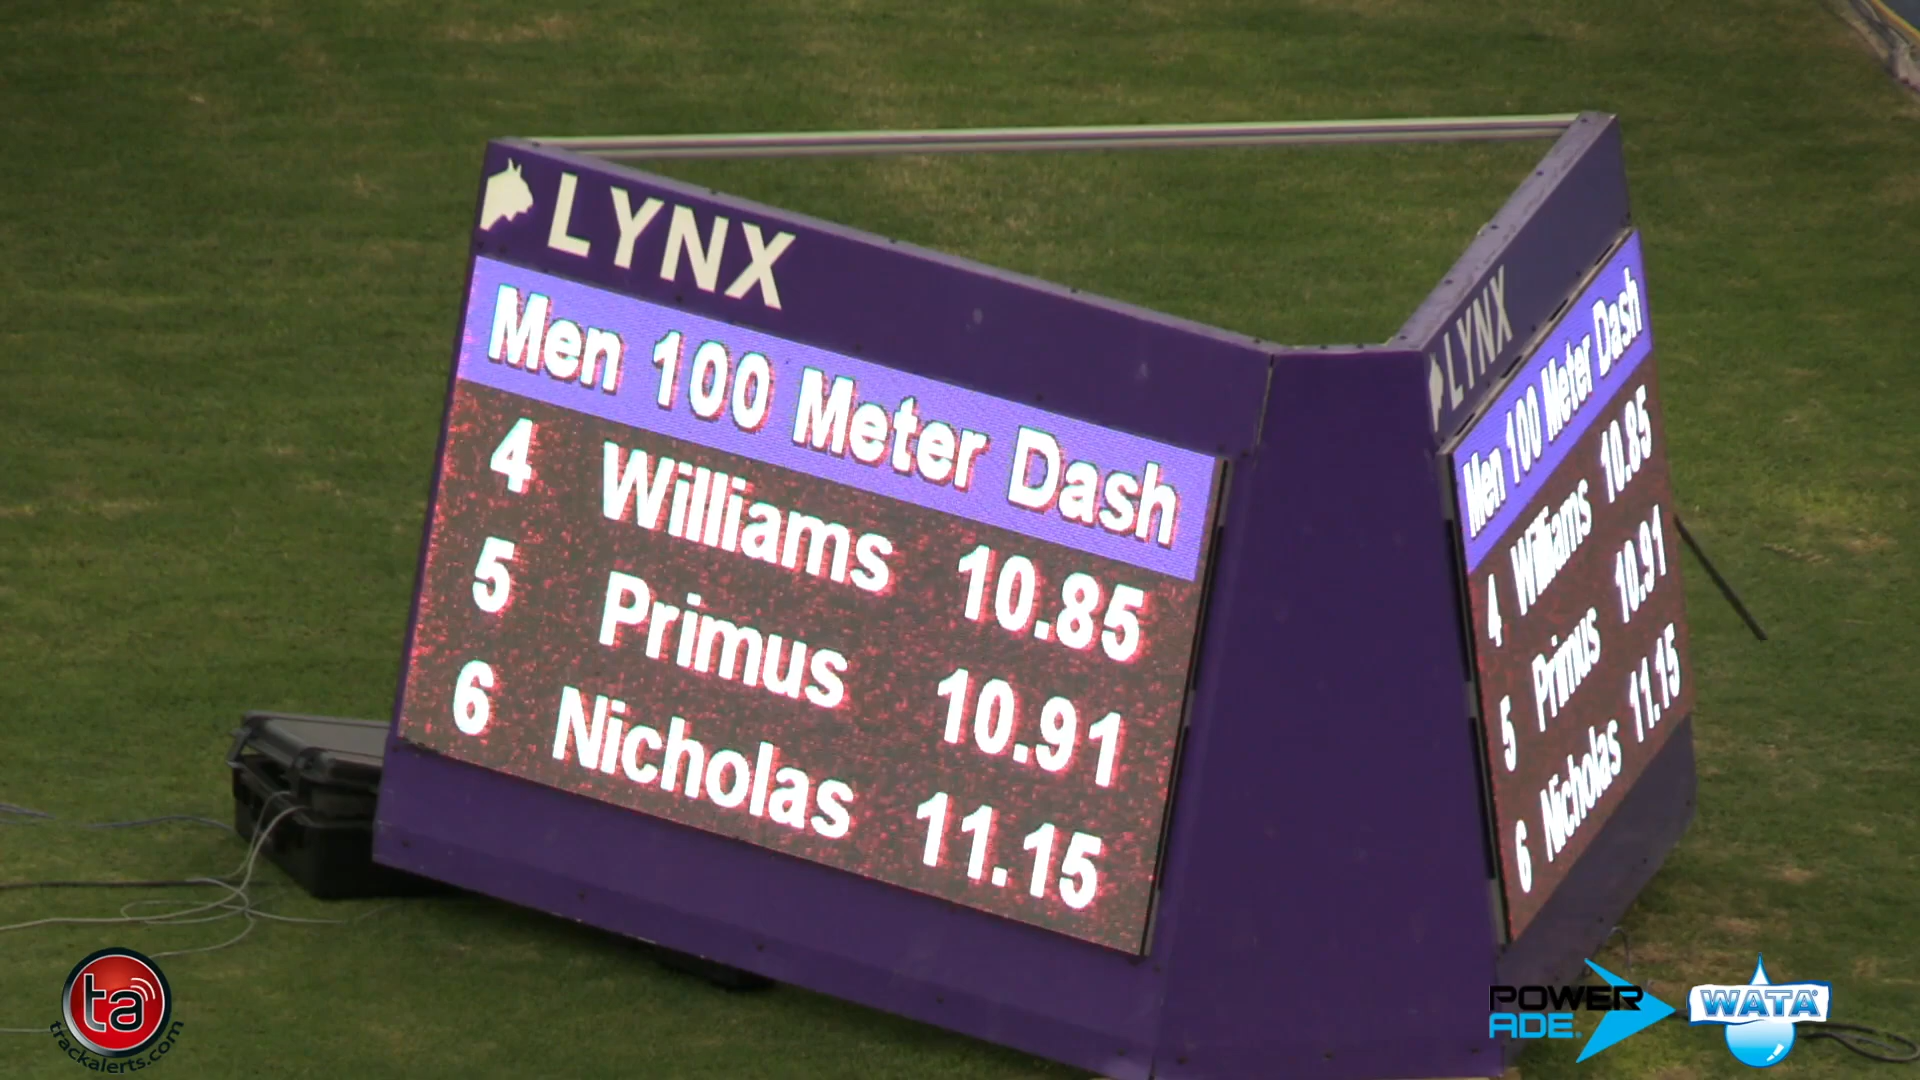 LYNX
Men 100 Meter Dash
4 Williams 10.85
5 Primus 10.91
6 Nicholas 11.15
LYNX
Men 100 Meter Dash
4 Williams 10.85
5 Primus 10.91
6 Nicholas 11.15
ta
trackalerts.com
POWER
ADE
WATA